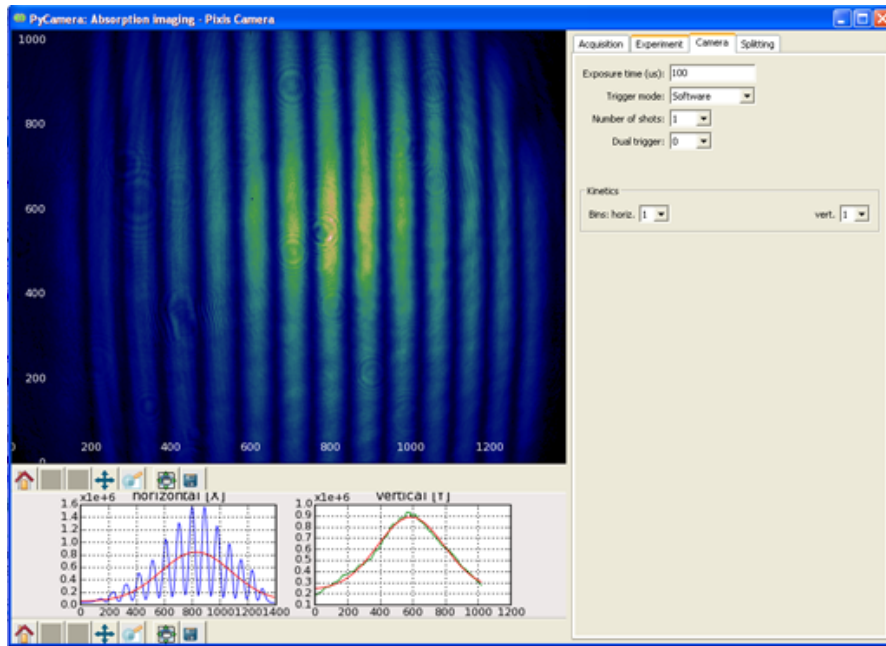 PyCamera: Absorption imaging - Pixis Camera
Acquisition Experiment Camera Splitting
Exposure time (us): 100
Trigger mode: Software
Number of shots: 1
Dual trigger: 0
Kinetics
Bins: horiz. 1 vert. 1
1000
800
600
400
200
0
0 200 400 600 800 1000 1200
horizontal [X]
x1e+6
1.6
1.4
1.2
1.0
0.8
0.6
0.4
0.2
0.0
0 200 400 600 800 1000 1200 1400
vertical [Y]
x1e+6
1.0
0.9
0.8
0.7
0.6
0.5
0.4
0.3
0.2
0.1
0 200 400 600 800 1000 1200